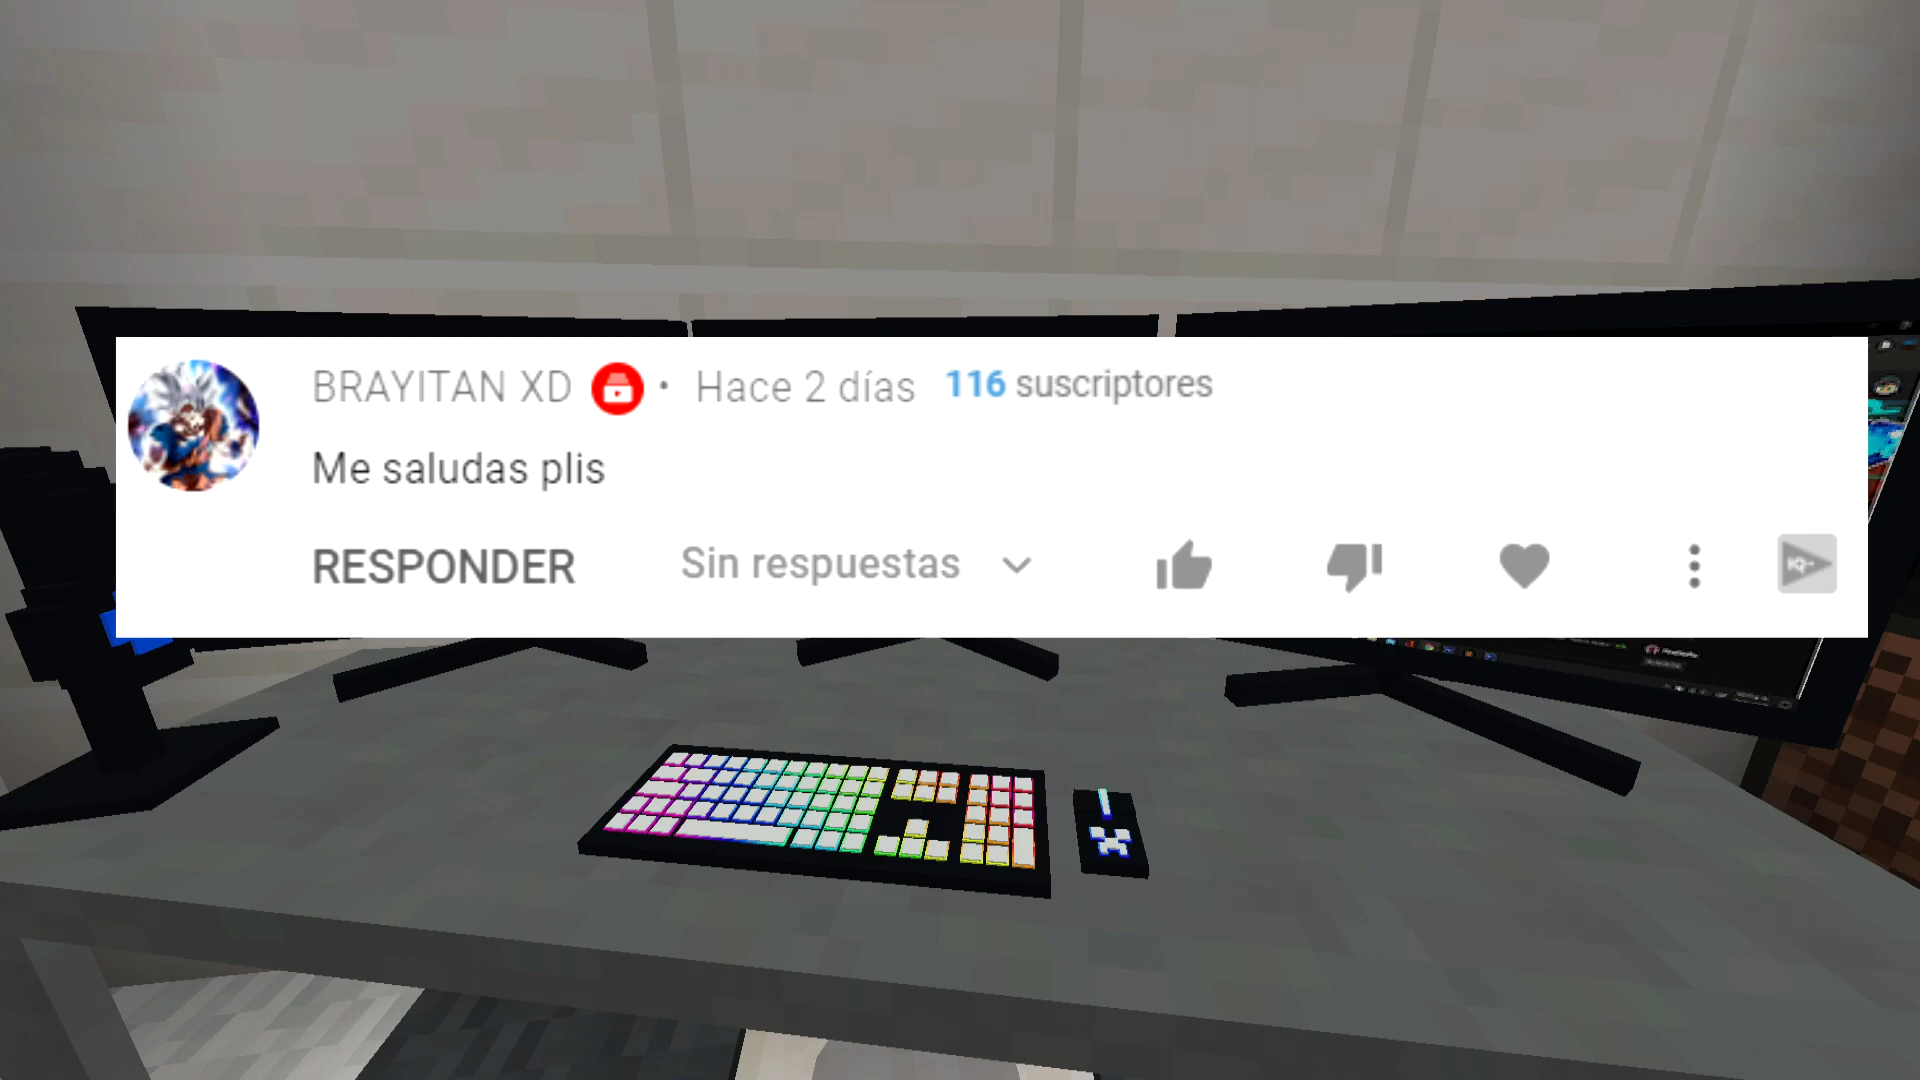 BRAYITAN XD • Hace 2 días 116 suscriptores
Me saludas plis
RESPONDER Sin respuestas